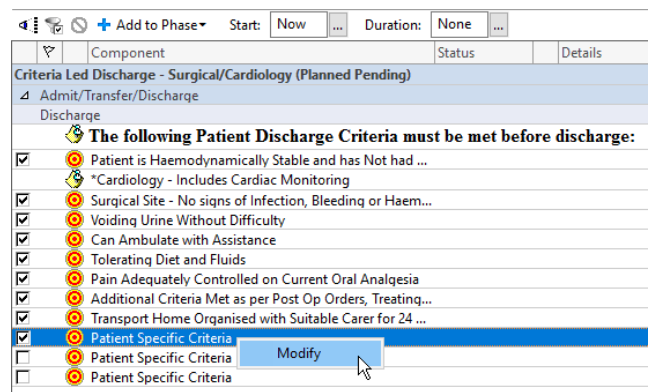 + Add to Phase Start: Now ... Duration: None ...
Component Status Details
Criteria Led Discharge - Surgical/Cardiology (Planned Pending)
Admit/Transfer/Discharge
Discharge
The following Patient Discharge Criteria must be met before discharge:
Patient is Haemodynamically Stable and has Not had ...
*Cardiology - Includes Cardiac Monitoring
Surgical Site - No signs of Infection, Bleeding or Haem...
Voiding Urine Without Difficulty
Can Ambulate with Assistance
Tolerating Diet and Fluids
Pain Adequately Controlled on Current Oral Analgesia
Additional Criteria Met as per Post Op Orders, Treating...
Transport Home Organised with Suitable Carer for 24 ...
Patient Specific Criteria
Patient Specific Criteria Modify
Patient Specific Criteria